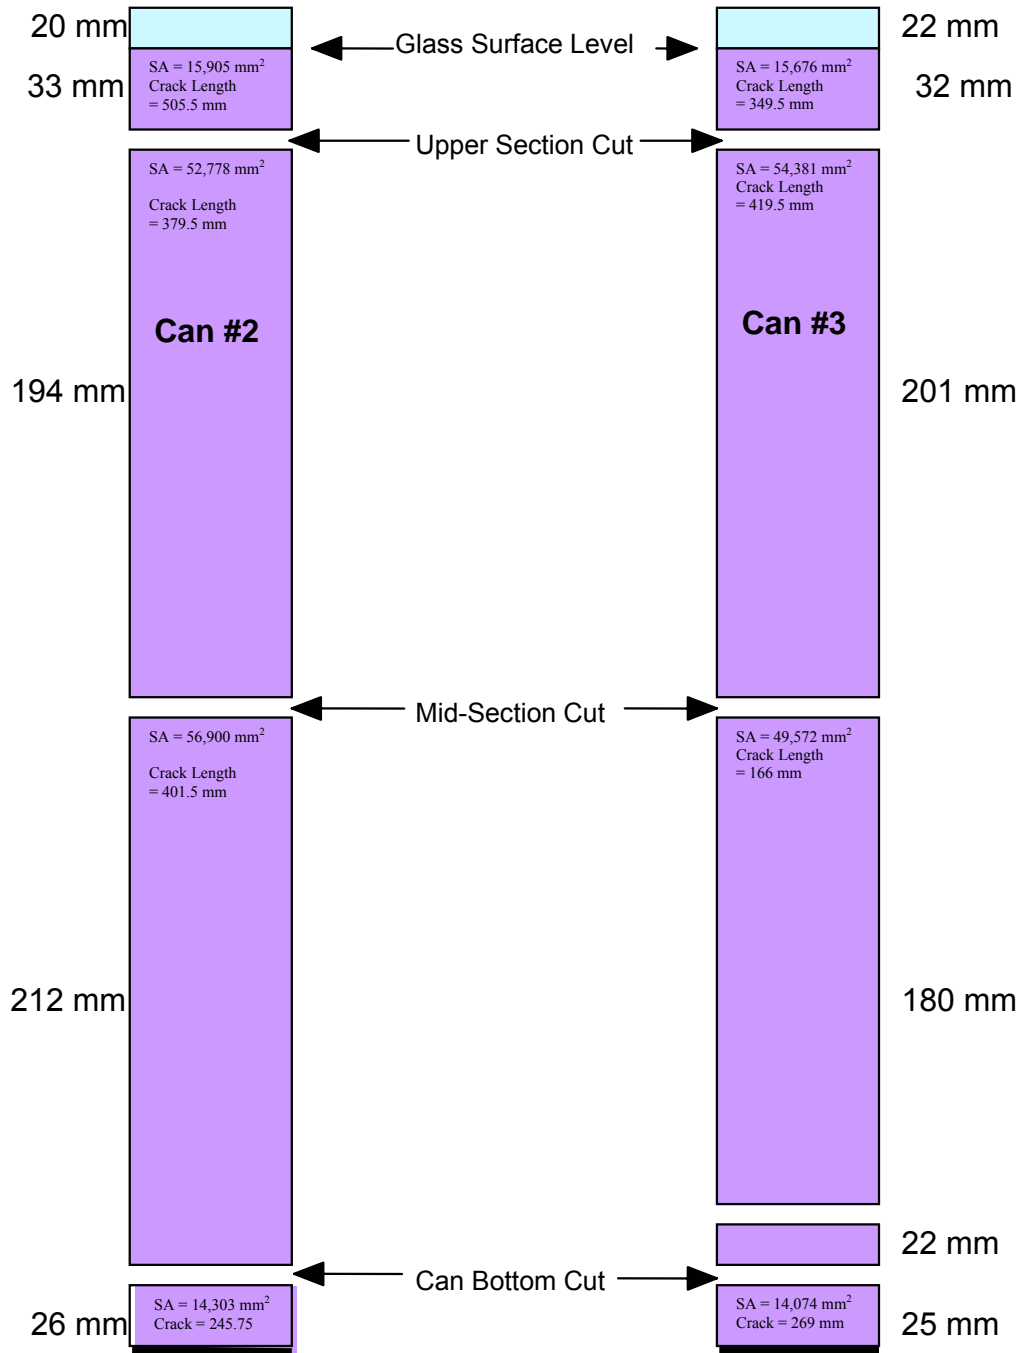 20 mm
Glass Surface Level
22 mm
33 mm
SA = 15,905 mm²
Crack Length
= 505.5 mm
SA = 15,676 mm²
Crack Length
= 349.5 mm
32 mm
Upper Section Cut
SA = 52,778 mm²
Crack Length
= 379.5 mm
SA = 54,381 mm²
Crack Length
= 419.5 mm
Can #2
Can #3
194 mm
201 mm
Mid-Section Cut
SA = 56,900 mm²
Crack Length
= 401.5 mm
SA = 49,572 mm²
Crack Length
= 166 mm
212 mm
180 mm
22 mm
Can Bottom Cut
26 mm
SA = 14,303 mm²
Crack = 245.75
SA = 14,074 mm²
Crack = 269 mm
25 mm